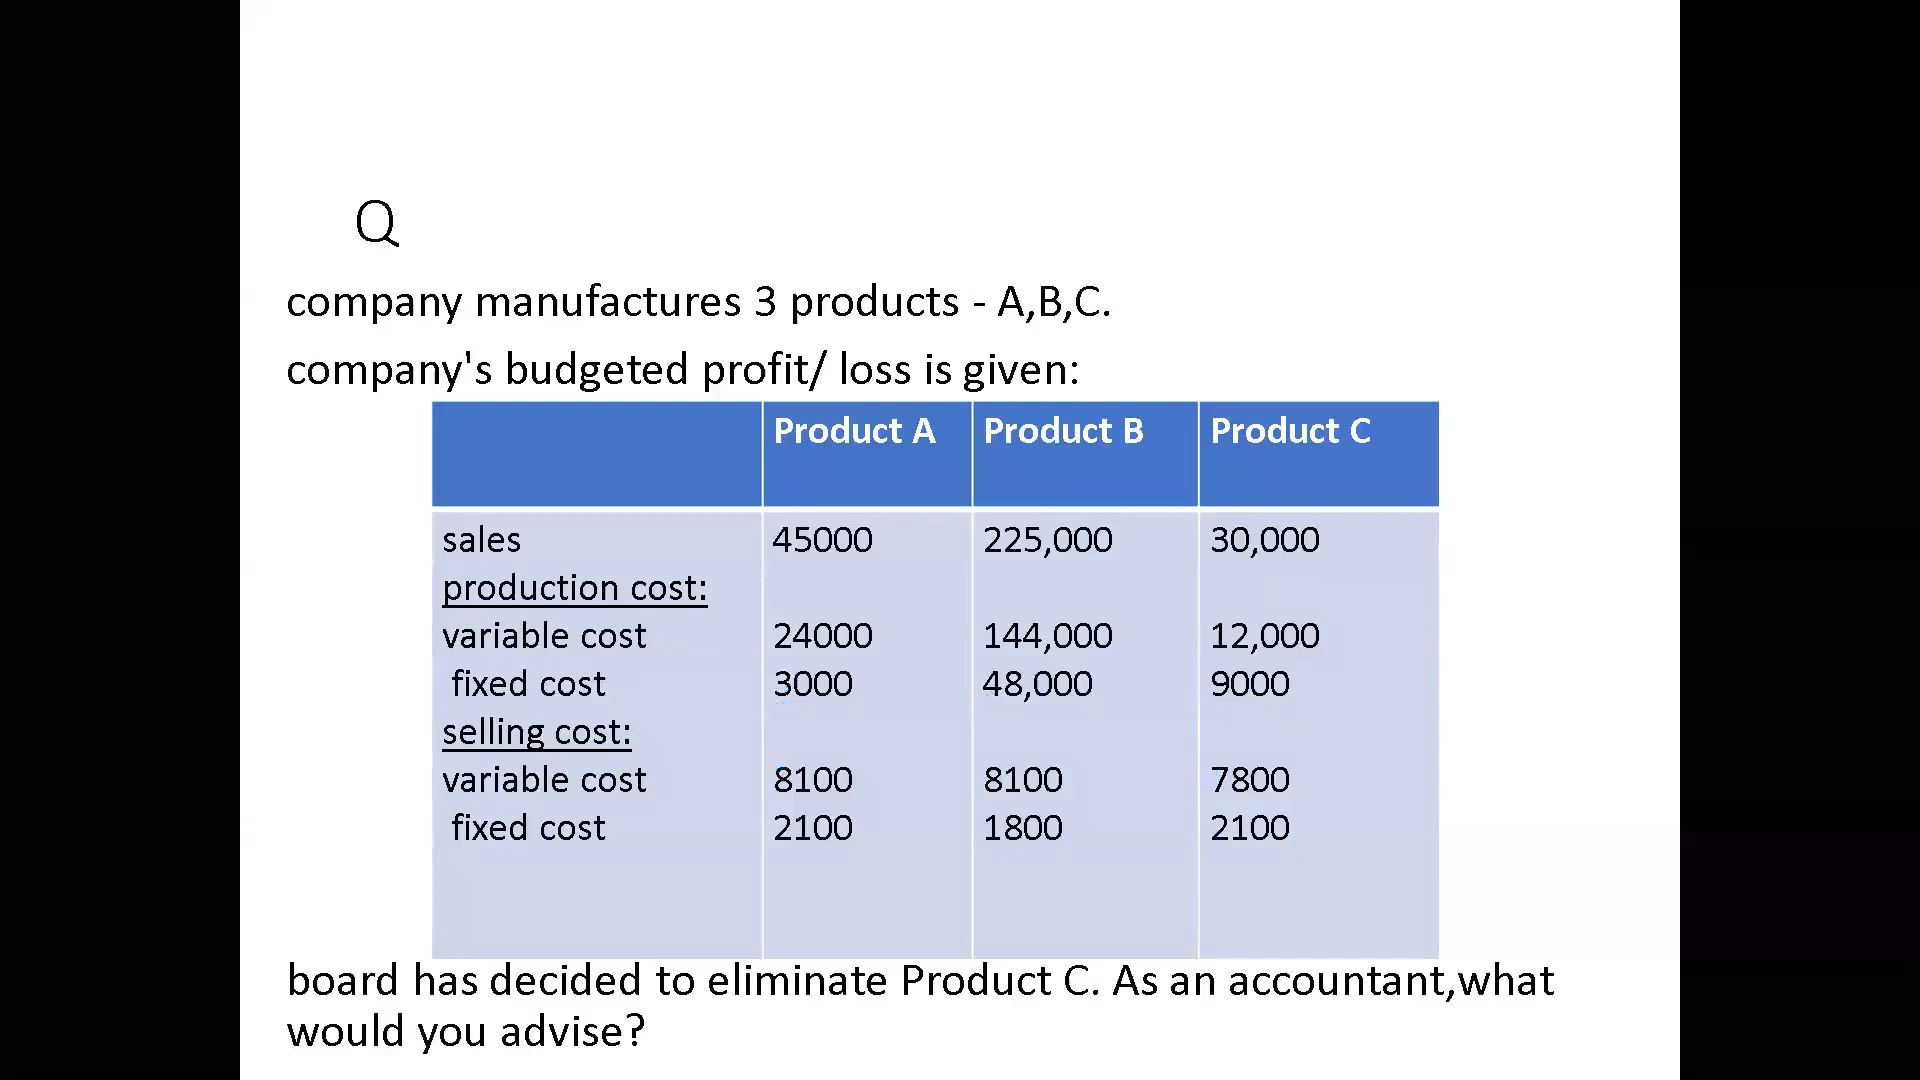 Q
company manufactures 3 products - A,B,C.
company's budgeted profit/ loss is given:
Product A Product B Product C
sales 45000 225,000 30,000
production cost:
variable cost 24000 144,000 12,000
fixed cost 3000 48,000 9000
selling cost:
variable cost 8100 8100 7800
fixed cost 2100 1800 2100
board has decided to eliminate Product C. As an accountant,what
would you advise?